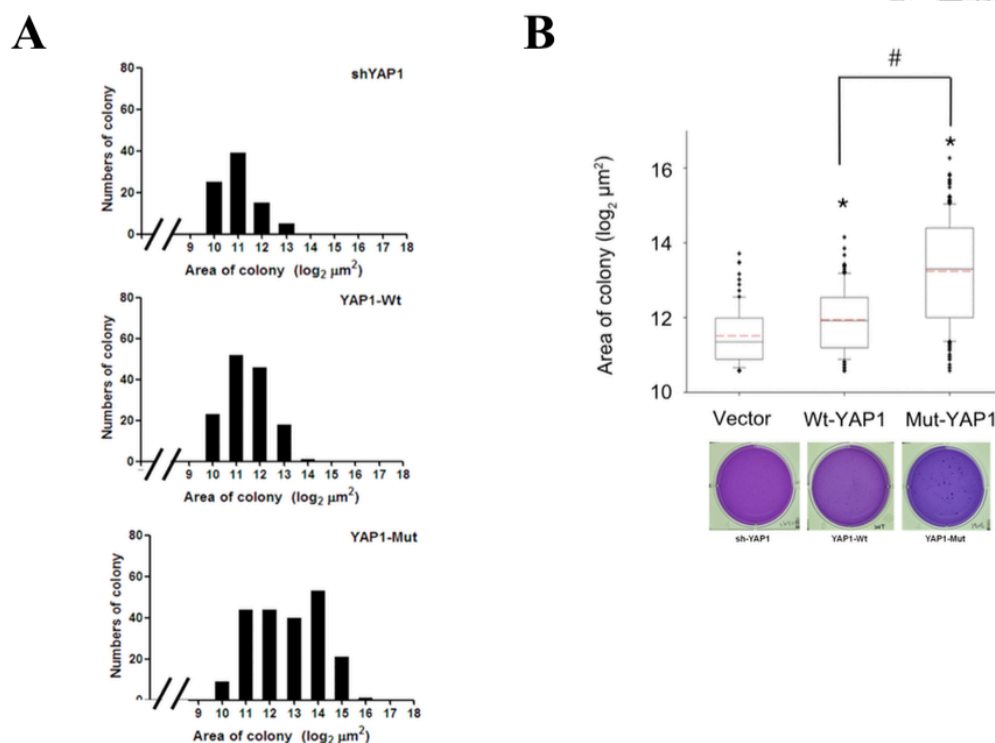 A
shYAP1
80
60
40
20
0
Numbers of colony
9 10 11 12 13 14 15 16 17 18
Area of colony (log₂ μm²)
YAP1-Wt
80
60
40
20
0
Numbers of colony
9 10 11 12 13 14 15 16 17 18
Area of colony (log₂ μm²)
YAP1-Mut
80
60
40
20
0
Numbers of colony
9 10 11 12 13 14 15 16 17 18
Area of colony (log₂ μm²)
B
#
*
*
16
14
12
10
Area of colony (log₂ μm²)
Vector Wt-YAP1 Mut-YAP1
WT
sh-YAP1 YAP1-Wt YAP1-Mut